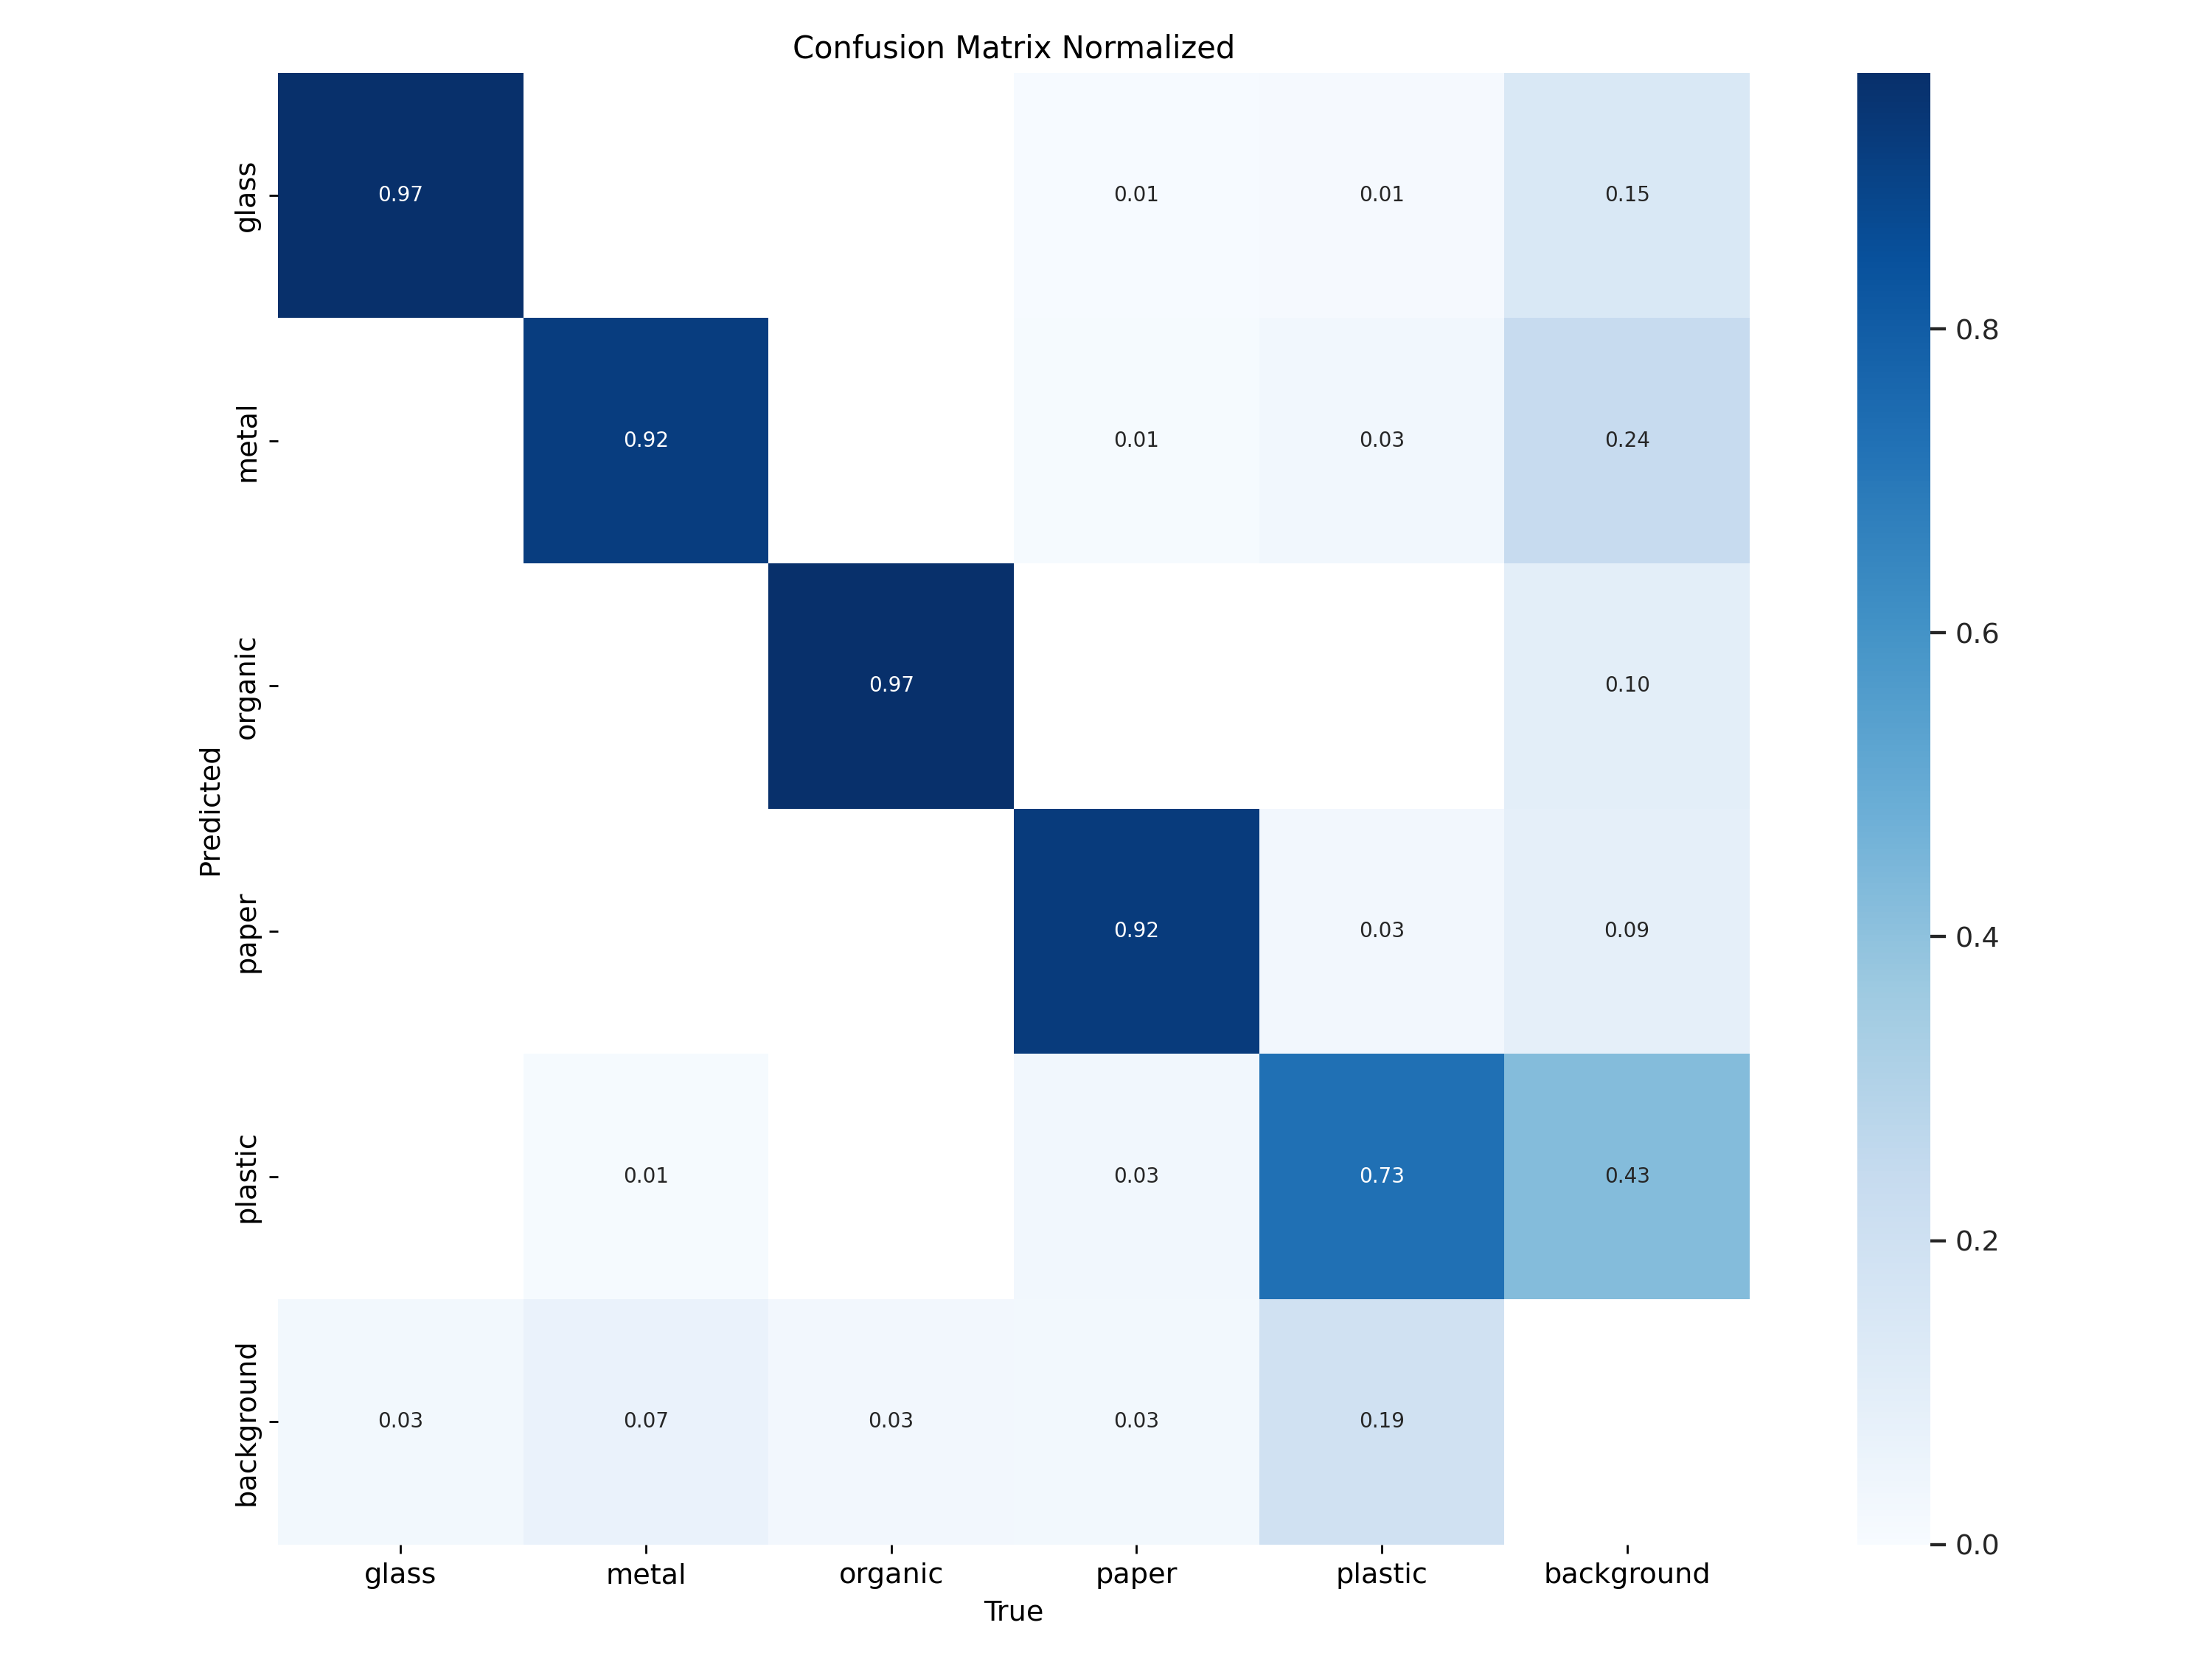 Confusion Matrix Normalized
glass
0.97
0.01
0.01
0.15
metal
0.92
0.01
0.03
0.24
organic
0.97
0.10
paper
0.92
0.03
0.09
plastic
0.01
0.03
0.73
0.43
background
0.03
0.07
0.03
0.03
0.19
Predicted
glass
metal
organic
paper
plastic
background
True
0.8
0.6
0.4
0.2
0.0